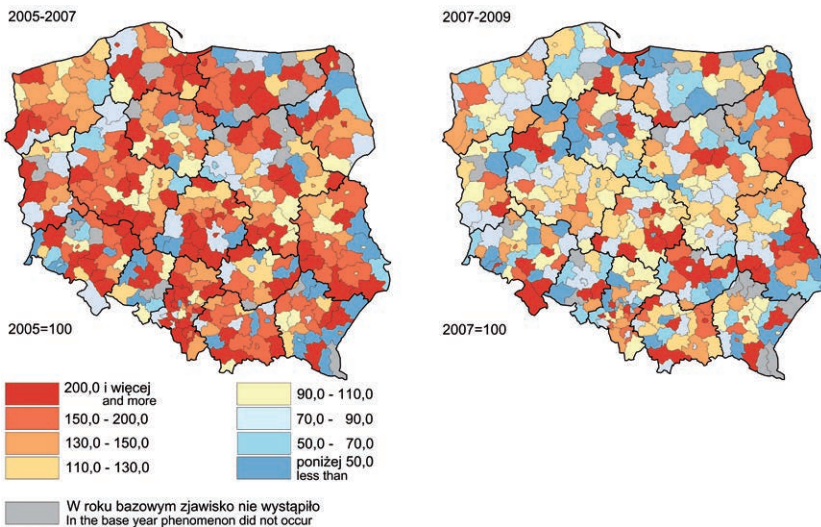 2005-2007
2007-2009
2005=100
2007=100
200,0 i więcej
and more
150,0 - 200,0
130,0 - 150,0
110,0 - 130,0
90,0 - 110,0
70,0 - 90,0
50,0 - 70,0
poniżej 50,0
less than
W roku bazowym zjawisko nie wystąpiło
In the base year phenomenon did not occur